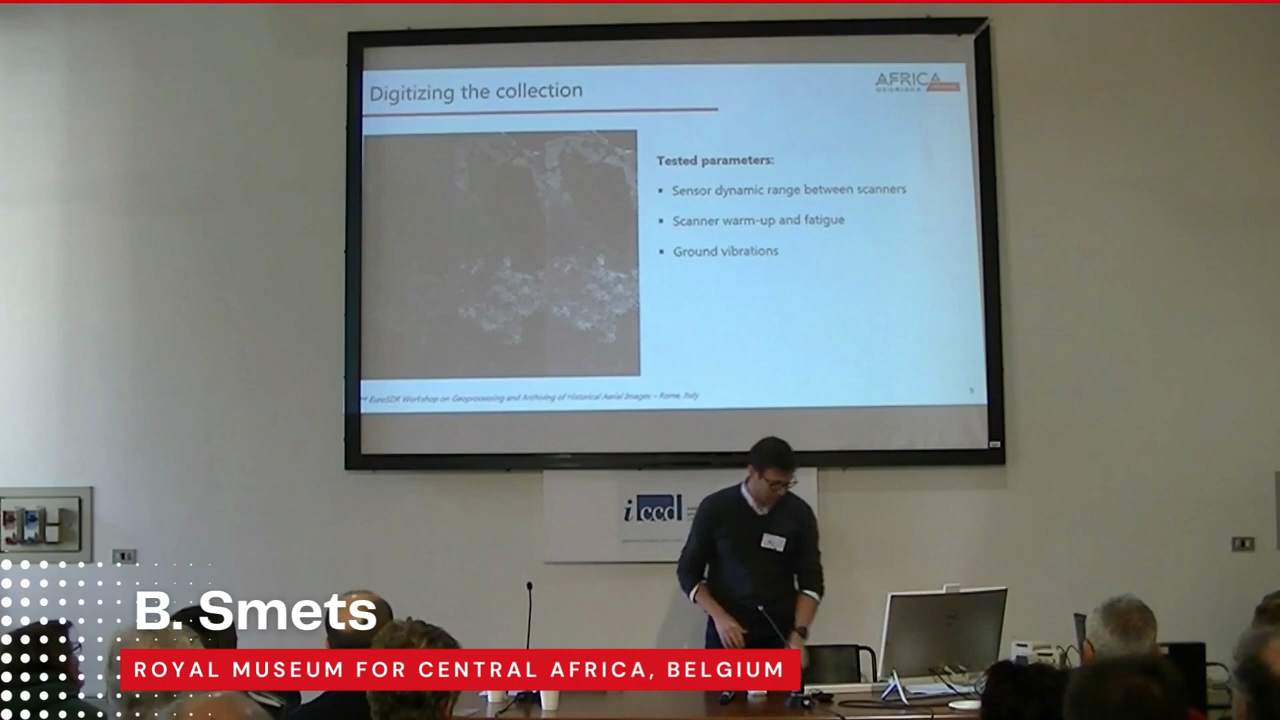 Digitizing the collection
AFRICA
Tested parameters:
▪ Sensor dynamic range between scanners
▪ Scanner warm-up and fatigue
▪ Ground vibrations
EuroSDR Workshop on Geoprocessing and Archiving of Historical Aerial Images – Rome, Italy
iccd
B. Smets
ROYAL MUSEUM FOR CENTRAL AFRICA, BELGIUM